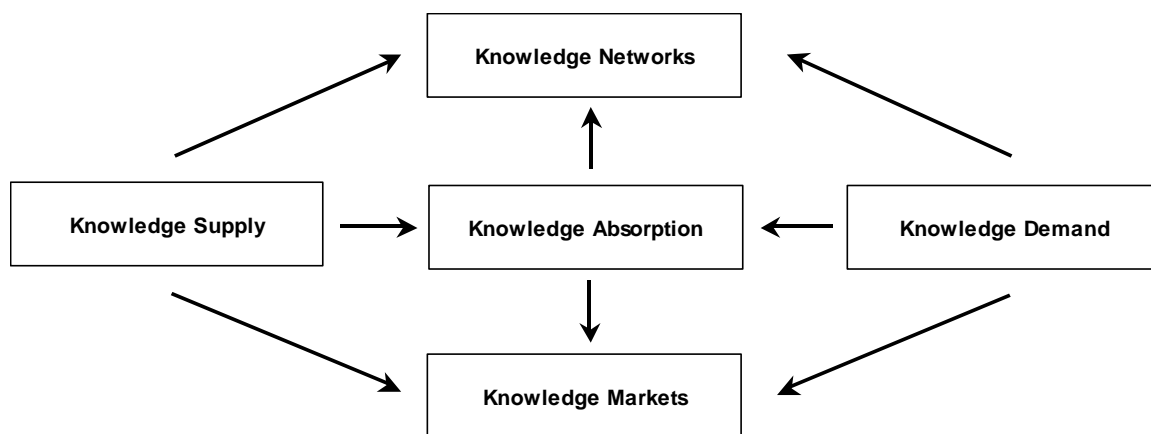 Knowledge Networks
Knowledge Supply
Knowledge Absorption
Knowledge Demand
Knowledge Markets